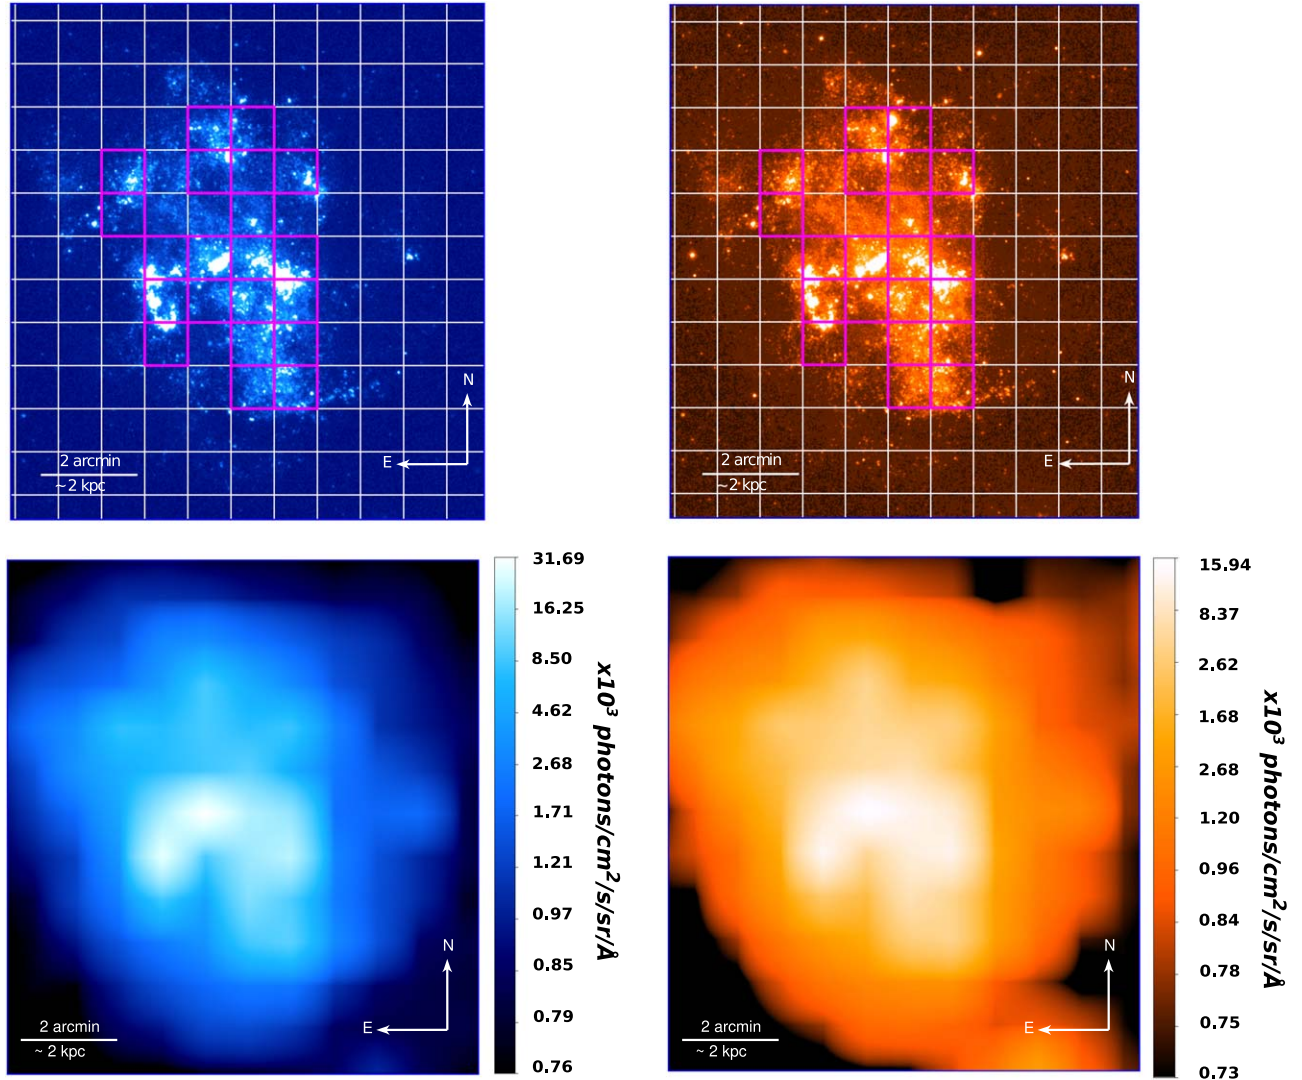 N
E
2 arcmin
~2 kpc
N
E
2 arcmin
~2 kpc
31.69
16.25
8.50
4.62
2.68
1.71
1.21
0.97
0.85
0.79
0.76
x10³ photons/cm²/s/sr/Å
N
E
2 arcmin
~ 2 kpc
15.94
8.37
2.62
1.68
2.68
1.20
0.96
0.84
0.78
0.75
0.73
x10³ photons/cm²/s/sr/Å
N
E
2 arcmin
~ 2 kpc